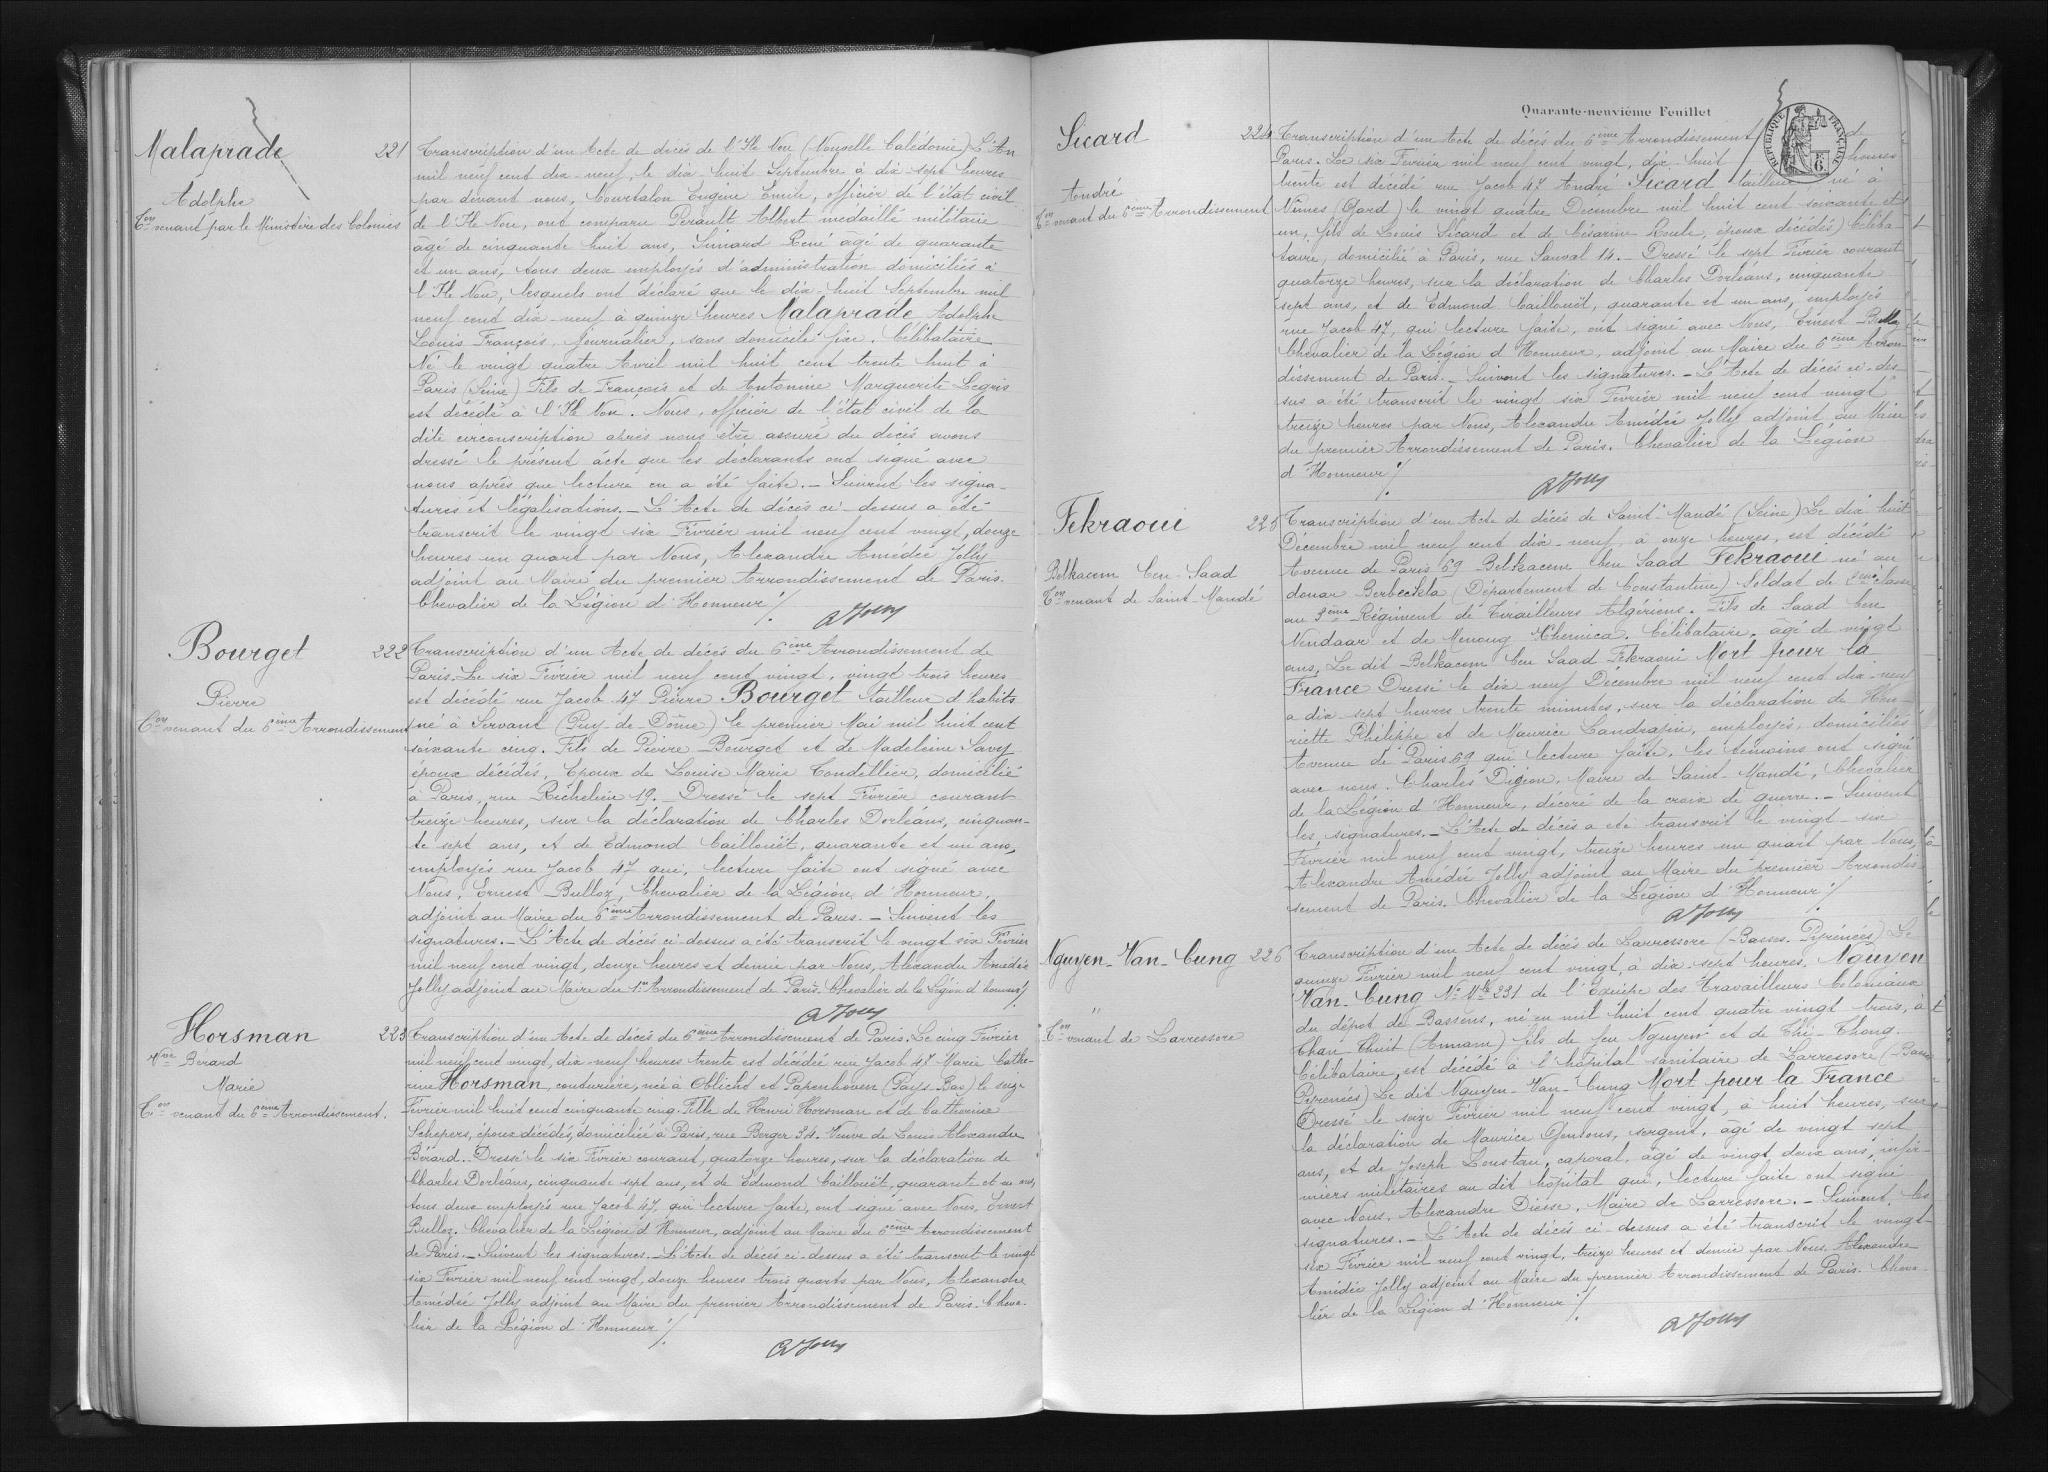 Malaprade
Adolphe
Con venant par le Ministère des Colonies
221
Transcription d'un Acte de décès de l'Ile Nou (Nouvelle Calédonie) L'An
mil neuf cent dix-neuf, le dix-huit Septembre à dix-sept heures
par devant nous, Courtalon Eugène Emile, officier de l'état civil
de l'Ile Nou, ont comparu Perault Albert médaillé militaire
âgé de cinquante huit ans, Simard René âgé de quarante
et un ans, tous deux employés d'administration domiciliés à
l'Ile Nou, lesquels ont déclaré que le dix-huit Septembre mil
neuf cent dix-neuf à quinze heures Malaprade Adolphe
Louis François, journalier, sans domicile fixe, Célibataire
Né le vingt quatre Avril mil huit cent trente huit à
Paris (Seine) Fils de François et de Antonine Marguerite Legris
est décédé à l'Ile Nou. Nous, officier de l'état civil de la
dite circonscription après nous être assuré du décès avons
dressé le présent acte que les déclarants ont signé avec
nous après que lecture en a été faite. _ Suivent les signa-
tures et légalisations. _ L'Acte de décès ci-dessus a été
transcrit le vingt six Février mil neuf cent vingt, douze
heures un quart par Nous, Alexandre Amédée Jolly
adjoint au Maire du premier Arrondissement de Paris.
Chevalier de la Légion d'Honneur ./.
A Jolly
Bourget
Pierre
Con venant du 6ème Arrondissement
222
Transcription d'un Acte de décès du 6ème Arrondissement de
Paris. Le six Février mil neuf cent vingt, vingt trois heures
est décédé rue Jacob 47 Pierre Bourget tailleur d'habits
né à Servant (Puy-de-Dôme) le premier Mai mil huit cent
soixante cinq. Fils de Pierre Bourget et de Madeleine Savy
époux décédés. Epoux de Louise Marie Condellier, domicilié
à Paris, rue Richelieu 19. _ Dressé le sept Février courant
treize heures, sur la déclaration de Charles Dorléans, cinquan-
te sept ans, et de Edmond Caillouët, quarante et un ans,
employés rue Jacob 47 qui, lecture faite ont signé avec
Nous, Ernest Bulloz, Chevalier de la Légion d'Honneur,
adjoint au Maire du 6ème Arrondissement de Paris. _ Suivent les
signatures. _ L'Acte de décès ci-dessus a été transcrit le vingt six Février
mil neuf cent vingt, douze heures et demie par Nous, Alexandre Amédée
Jolly adjoint au Maire du 1er Arrondissement de Paris. Chevalier de la Légion d'honneur ./.
A Jolly
Horsman
Vve Bérard
Marie
Con venant du 6ème Arrondissement.
223
Transcription d'un Acte de décès du 6ème Arrondissement de Paris. Le cinq Février
mil neuf cent vingt, dix-neuf heures trente est décédée rue Jacob 47 Marie Cathe-
rine Horsman, couturière, née à Oblicht et Papenhoven (Pays-Bas) le seize
Février mil huit cent cinquante cinq. Fille de Henri Horsman et de Catherine
Schepers, époux décédés, domiciliée à Paris, rue Berger 34. Veuve de Louis Alexandre
Bérard. _ Dressé le six Février courant, quatorze heures, sur la déclaration de
Charles Dorléans, cinquante sept ans, et de Edmond Caillouët, quarante et un ans,
tous deux employés rue Jacob 47, qui lecture faite, ont signé avec Nous, Ernest
Bulloz, Chevalier de la Légion d'Honneur, adjoint au Maire du 6ème Arrondissement
de Paris. _ Suivent les signatures. _ L'Acte de décès ci-dessus a été transcrit le vingt
six Février mil neuf cent vingt, douze heures trois quarts par Nous, Alexandre
Amédée Jolly adjoint au Maire du premier Arrondissement de Paris. Cheva-
lier de la Légion d'Honneur ./.
A Jolly
Quarante-neuvième Feuillet
RÉPUBLIQUE FRANÇAISE
Sicard
André
Con venant du 6ème Arrondissement
224
Transcription d'un Acte de décès du 6ème Arrondissement de
Paris. Le six Février mil neuf cent vingt, dix-huit heures
trente est décédé rue Jacob 47 André Sicard tailleur né à
Nîmes (Gard) le vingt quatre Décembre mil huit cent soixante et
un, fils de Louis Sicard et de Césarine Roule, époux décédés) Céliba-
taire, domicilié à Paris, rue Sauval 14. _ Dressé le sept Février courant
quatorze heures, sur la déclaration de Charles Dorléans, cinquante
sept ans, et de Edmond Caillouët, quarante et un ans, employés
rue Jacob 47, qui lecture faite, ont signé avec Nous, Ernest Bulloz
Chevalier de la Légion d'Honneur, adjoint au Maire du 6ème Arron-
dissement de Paris. _ Suivent les signatures. _ L'Acte de décès ci-des-
sus a été transcrit le vingt six Février mil neuf cent vingt
treize heures par Nous, Alexandre Amédée Jolly adjoint au Maire
du premier Arrondissement de Paris. Chevalier de la Légion
d'Honneur ./.
A Jolly
Fekraoui
Belkacem ben Saad
Con venant de Saint-Mandé
225
Transcription d'un Acte de décès de Saint-Mandé (Seine) Le dix huit
Décembre mil neuf cent dix-neuf, à onze heures, est décédé
Avenue de Paris 69 Belkacem ben Saad Fekraoui né au
douar Berbechla (Département de Constantine) Soldat de 2ème classe
au 3ème Régiment de Tirailleurs Algériens. Fils de Saad ben
Nendaar et de Menoug Chemica. Célibataire, âgé de vingt
ans, Le dit Belkacem ben Saad Fekraoui Mort pour la
France Dressé le dix neuf Décembre mil neuf cent dix-neuf
à dix-sept heures trente minutes, sur la déclaration de Hen-
riette Philippe et de Maurice Landrajin, employés, domiciliés
Avenue de Paris 69 qui lecture faite, les témoins ont signé
avec nous. Charles Digeon, Maire de Saint-Mandé, Chevalier
de la Légion d'Honneur, décoré de la croix de guerre. _ Suivent
les signatures. _ L'Acte de décès a été transcrit le vingt-six
Février mil neuf cent vingt, treize heures un quart par Nous,
Alexandre Amédée Jolly adjoint au Maire du premier Arrondis-
sement de Paris. Chevalier de la Légion d'Honneur ./.
A Jolly
Nguyen-Van-Cung
"
Con venant de Larressore
226
Transcription d'un Acte de décès de Larressore (Basses-Pyrénées) Le
quinze Février mil neuf cent vingt, à dix-sept heures, Nguyen
Van-Cung No Mle 231 de l'Equipe des Travailleurs Coloniaux
du dépôt de Bassens, né en mil huit cent quatre vingt trois, à
Chau-Thuit (Annam) fils de feu Nguyen et de Thi-Thong.
Célibataire, est décédé à l'hôpital sanitaire de Larressore (Basses
Pyrénées) Le dit Nguyen-Van-Cung Mort pour la France
Dressé le seize Février mil neuf cent vingt, à huit heures, sur
la déclaration de Maurice Gensous, sergent, âgé de vingt sept
ans, et de Joseph Loustau, caporal, âgé de vingt deux ans, infir-
miers militaires au dit hôpital qui, lecture faite ont signé
avec Nous, Alexandre Dieise, Maire de Larressore. _ Suivent les
signatures. _ L'Acte de décès ci-dessus a été transcrit le vingt-
six Février mil neuf cent vingt, treize heures et demie par Nous, Alexandre
Amédée Jolly adjoint au Maire du premier Arrondissement de Paris. Cheva-
lier de la Légion d'Honneur ./.
A Jolly